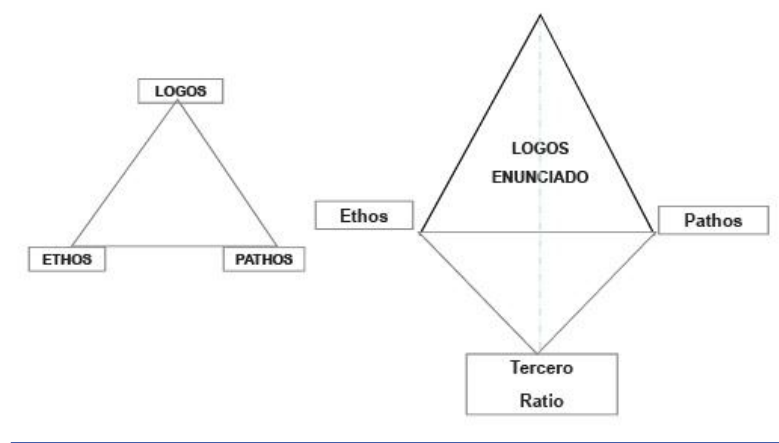 LOGOS
ETHOS
PATHOS
LOGOS
ENUNCIADO
Ethos
Pathos
Tercero
Ratio